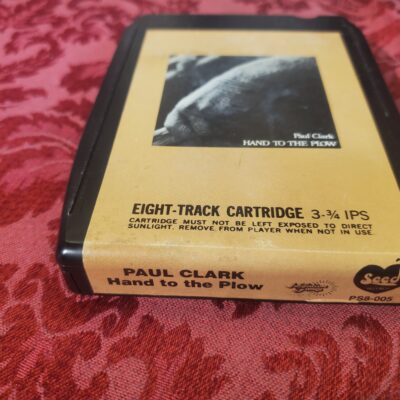 Paul Clark
HAND TO THE PLOW
EIGHT-TRACK CARTRIDGE 3-¾ IPS
CARTRIDGE MUST NOT BE LEFT EXPOSED TO DIRECT
SUNLIGHT. REMOVE FROM PLAYER WHEN NOT IN USE.
PAUL CLARK
Hand to the Plow
Seed
PS8-005